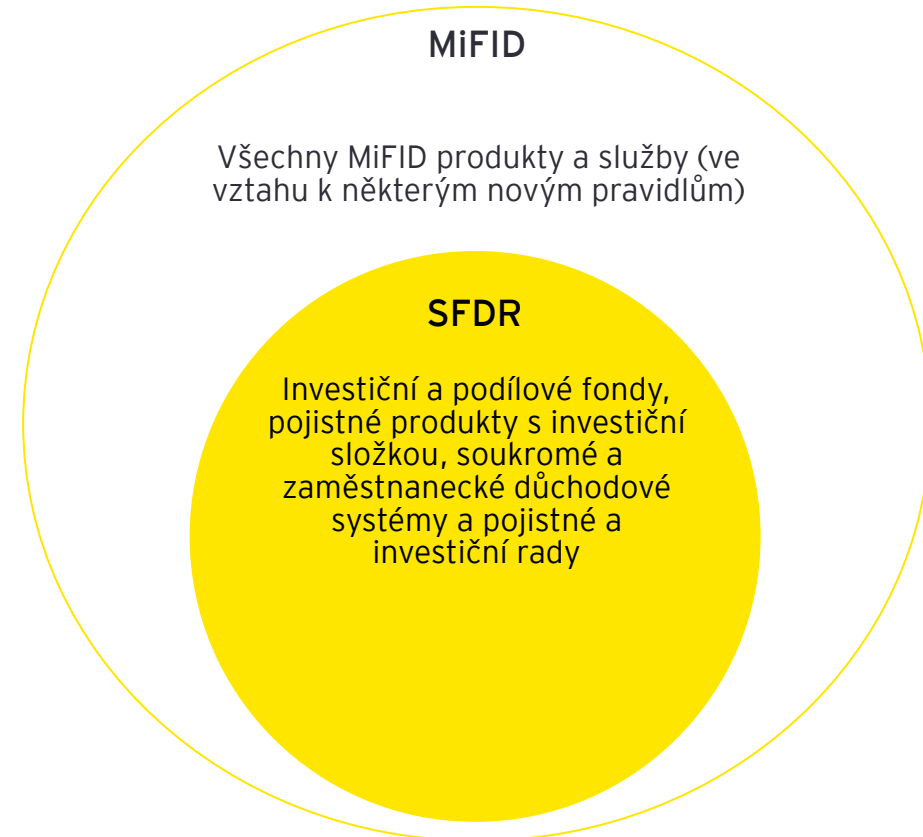 MiFID
Všechny MiFID produkty a služby (ve
vztahu k některým novým pravidlům)
SFDR
Investiční a podílové fondy,
pojistné produkty s investiční
složkou, soukromé a
zaměstnanecké důchodové
systémy a pojistné a
investiční rady